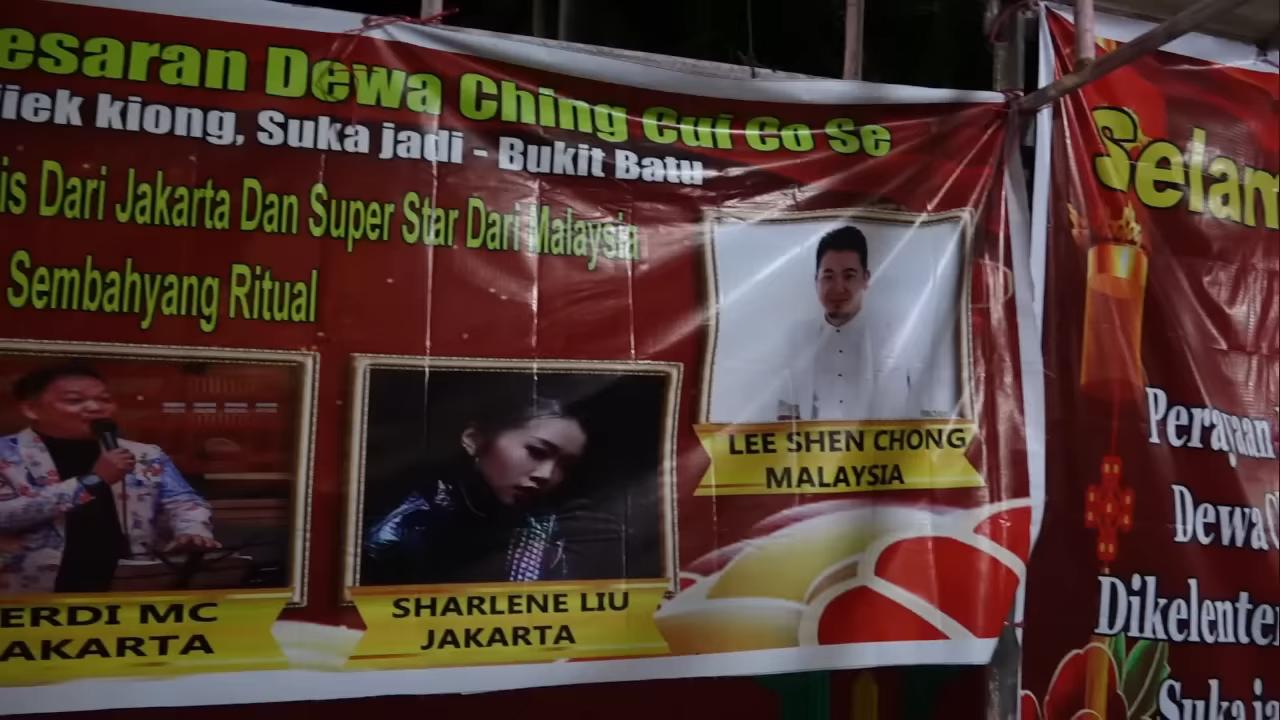 esaran Dewa Ching Cui Co Se
iek kiong, Suka jadi - Bukit Batu
is Dari Jakarta Dan Super Star Dari Malaysia
Sembahyang Ritual
LEE SHEN CHONG
MALAYSIA
ERDI MC
AKARTA
SHARLENE LIU
JAKARTA
Selam
Perayaan
Dewa
Dikelenter
Suka ja